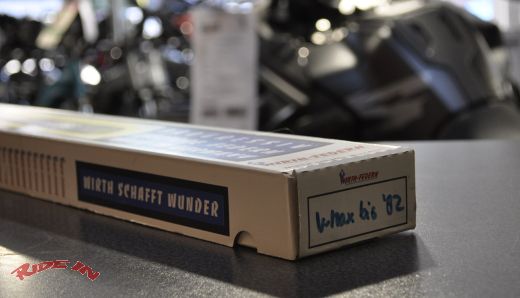 WIRTH-FEDERN
WIRTH SCHAFFT WUNDER
WIRTH-FEDERN
V-Max bis '82
RIDE IN